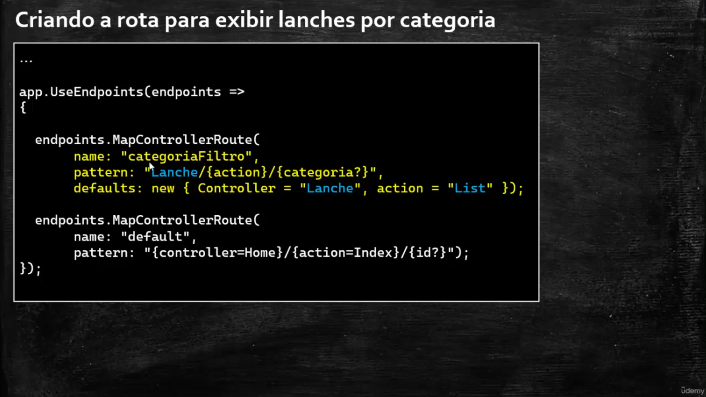 Criando a rota para exibir lanches por categoria
...
app.UseEndpoints(endpoints =>
{
endpoints.MapControllerRoute(
name: "categoriaFiltro",
pattern: "Lanche/{action}/{categoria?}",
defaults: new { Controller = "Lanche", action = "List" });
endpoints.MapControllerRoute(
name: "default",
pattern: "{controller=Home}/{action=Index}/{id?}");
});
ûdemy